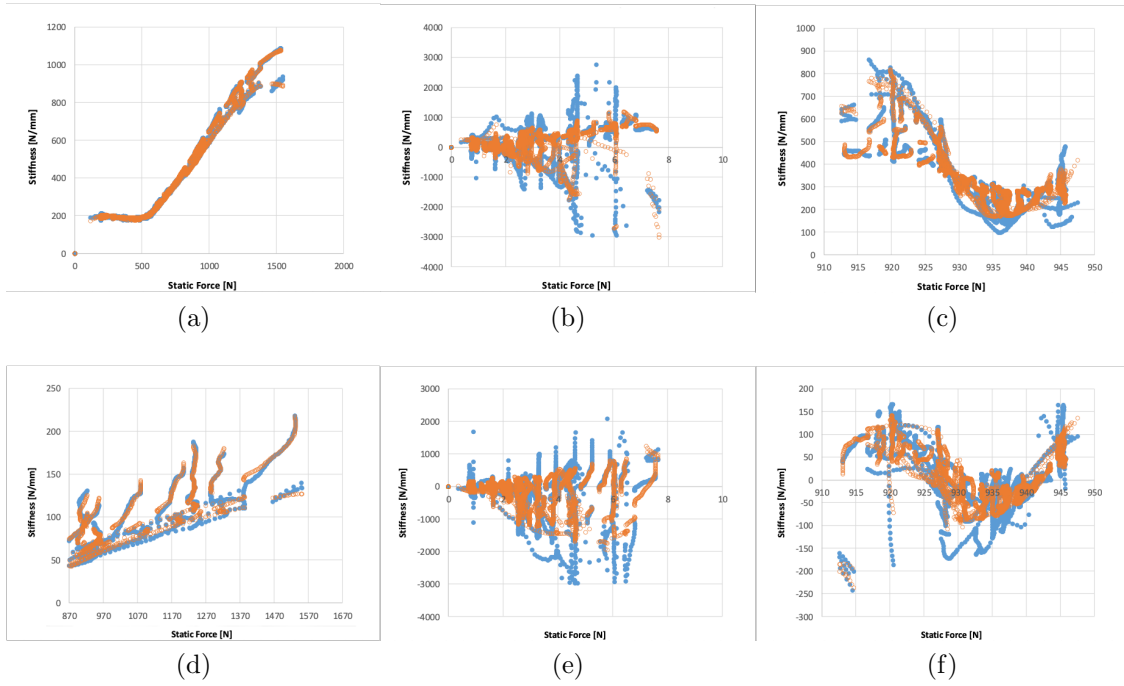 1200
1000
800
600
400
200
0
0 500 1000 1500 2000
Stiffness [N/mm]
Static Force [N]
(a)
4000
3000
2000
1000
0
-1000
-2000
-3000
-4000
0 2 4 6 8 10
Stiffness [N/mm]
Static Force [N]
(b)
1000
900
800
700
600
500
400
300
200
100
0
910 915 920 925 930 935 940 945 950
Stiffness [N/mm]
Static Force [N]
(c)
250
200
150
100
50
0
870 970 1070 1170 1270 1370 1470 1570 1670
Stiffness [N/mm]
Static Force [N]
(d)
3000
2000
1000
0
-1000
-2000
-3000
-4000
0 2 4 6 8 10
Stiffness [N/mm]
Static Force [N]
(e)
200
150
100
50
0
-50
-100
-150
-200
-250
-300
910 915 920 925 930 935 940 945 950
Stiffness [N/mm]
Static Force [N]
(f)